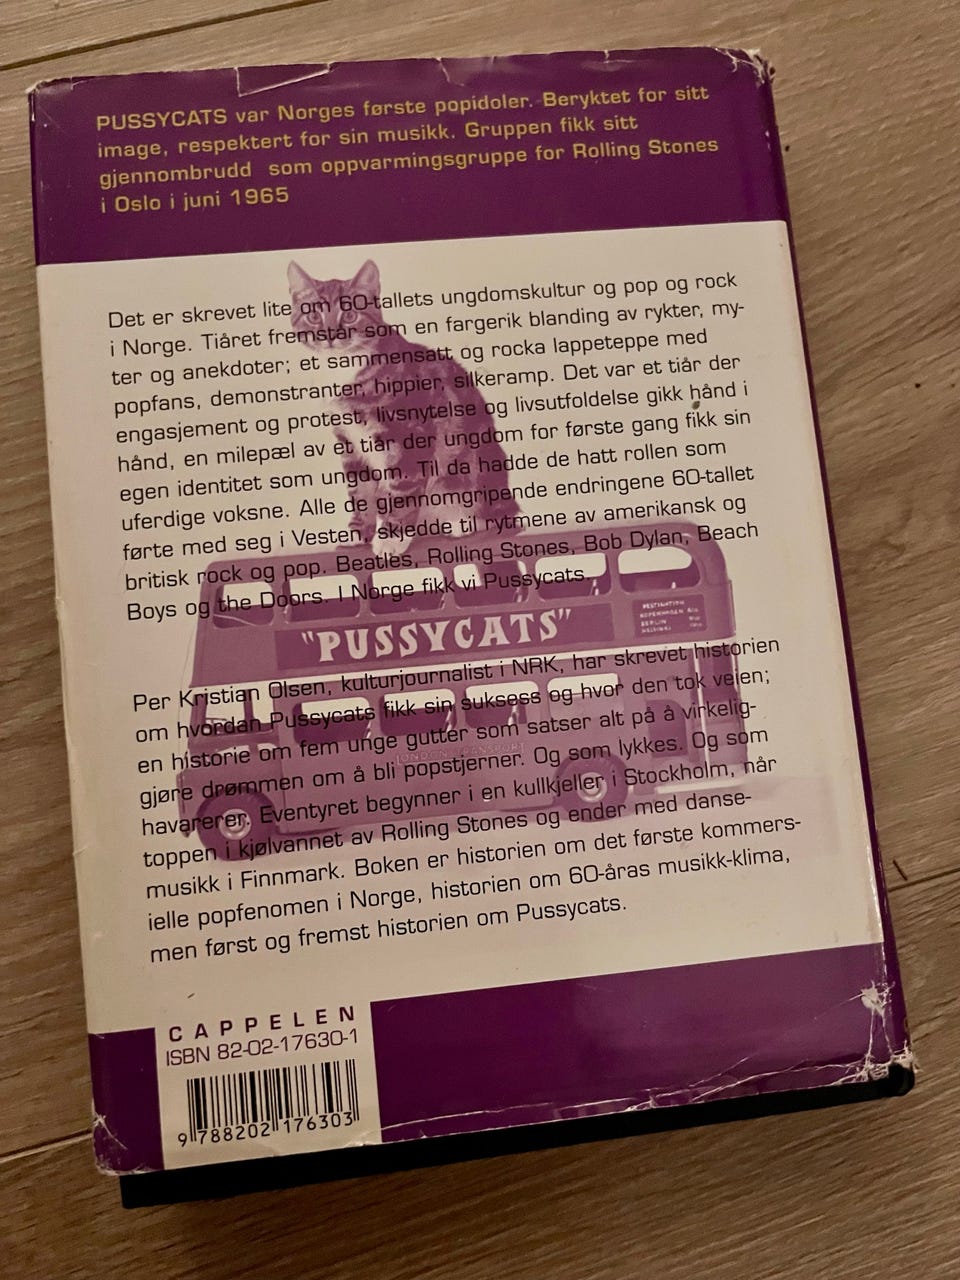 PUSSYCATS var Norges første popidoler. Beryktet for sitt
image, respektert for sin musikk. Gruppen fikk sitt
gjennombrudd som oppvarmingsgruppe for Rolling Stones
i Oslo i juni 1965
Det er skrevet lite om 60-tallets ungdomskultur og pop og rock
i Norge. Tiåret fremstår som en fargerik blanding av rykter, my-
ter og anekdoter; et sammensatt og rocka lappeteppe med
popfans, demonstranter, hippier, silkeramp. Det var et tiår der
engasjement og protest, livsnytelse og livsutfoldelse gikk hånd i
hånd, en milepæl av et tiår der ungdom for første gang fikk sin
egen identitet som ungdom. Til da hadde de hatt rollen som
uferdige voksne. Alle de gjennomgripende endringene 60-tallet
førte med seg i Vesten, skjedde til rytmene av amerikansk og
britisk rock og pop. Beatles, Rolling Stones, Bob Dylan, Beach
Boys og the Doors. I Norge fikk vi Pussycats.
"PUSSYCATS"
DESTINATION
KOPENHAGEN
BERLIN
HELSINKI
Per Kristian Olsen, kulturjournalist i NRK, har skrevet historien
om hvordan Pussycats fikk sin suksess og hvor den tok veien;
en historie om fem unge gutter som satser alt på å virkelig-
gjøre drømmen om å bli popstjerner. Og som lykkes. Og som
havarerer. Eventyret begynner i en kullkjeller i Stockholm, når
toppen i kjølvannet av Rolling Stones og ender med danse-
musikk i Finnmark. Boken er historien om det første kommers-
ielle popfenomen i Norge, historien om 60-åras musikk-klima,
men først og fremst historien om Pussycats.
LONDON TRANSPORT
CAPPELEN
ISBN 82-02-17630-1
9 788202 176303